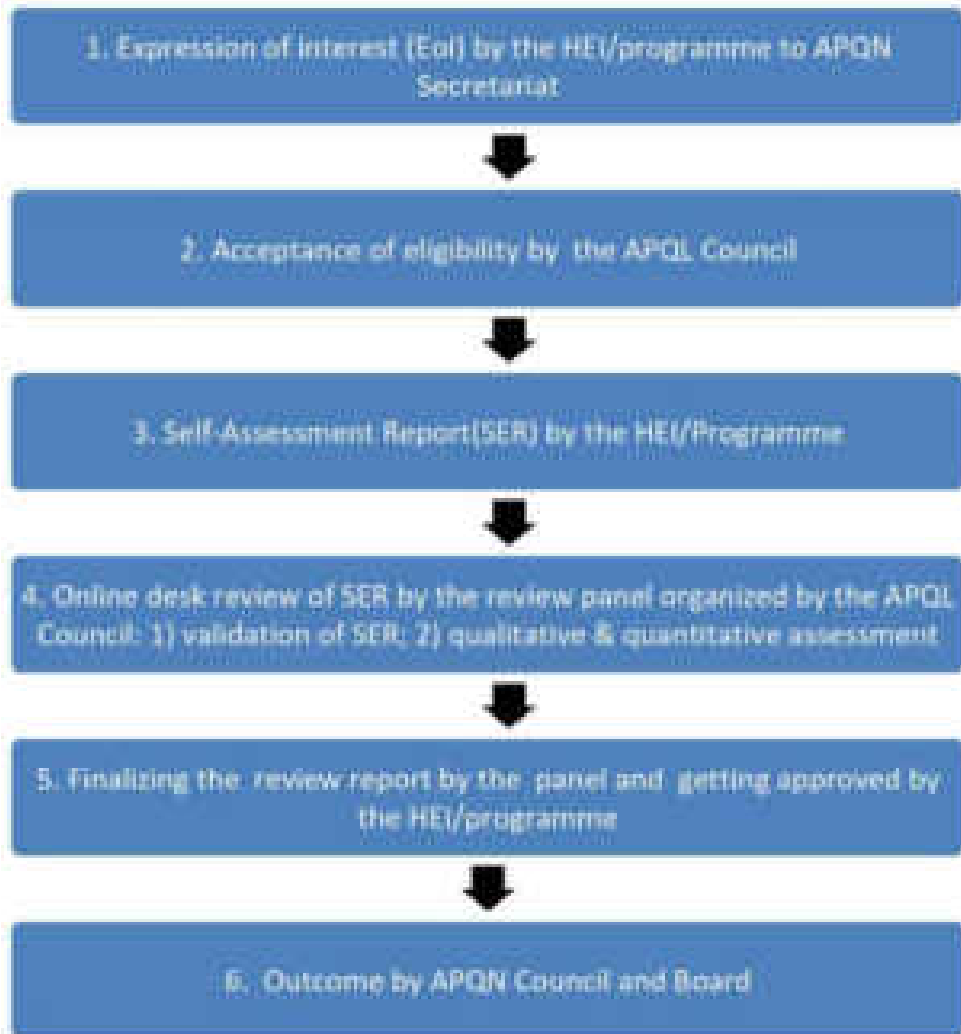 1. Expression of interest (EoI) by the HEI/programme to APQN
Secretariat
2. Acceptance of eligibility by the APQL Council
3. Self-Assessment Report(SER) by the HEI/Programme
4. Online desk review of SER by the review panel organized by the APQL
Council: 1) validation of SER; 2) qualitative & quantitative assessment
5. Finalizing the review report by the panel and getting approved by
the HEI/programme
6. Outcome by APQN Council and Board